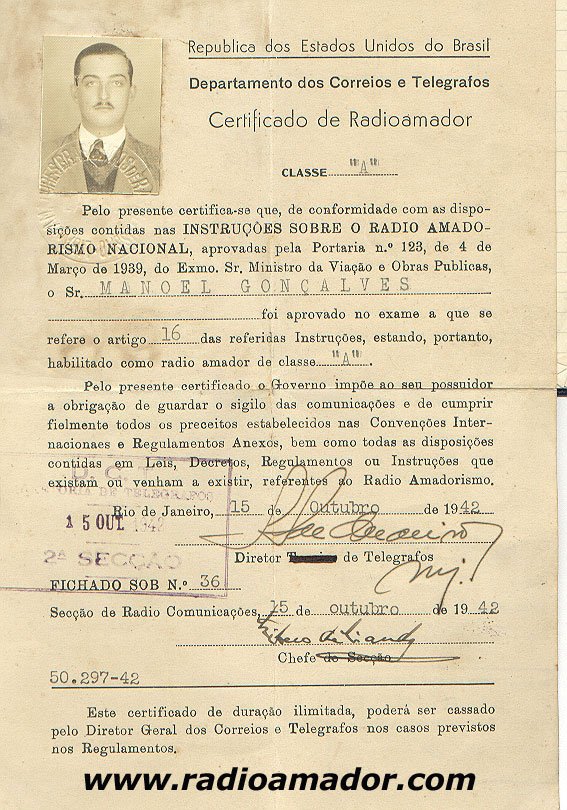 Republica dos Estados Unidos do Brasil
Departamento dos Correios e Telegrafos
Certificado de Radioamador
CLASSE "A"
Pelo presente certifica-se que, de conformidade com as dispo-
sições contidas nas INSTRUÇÕES SOBRE O RADIO AMADO-
RISMO NACIONAL, aprovadas pela Portaria n.º 123, de 4 de
Março de 1939, do Exmo. Sr. Ministro da Viação e Obras Publicas,
o Sr. MANOEL GONÇALVES
foi aprovado no exame a que se
refere o artigo 16 das referidas Instruções, estando, portanto,
habilitado como radio amador de classe "A".
Pelo presente certificado o Governo impõe ao seu possuidor
a obrigação de guardar o sigilo das comunicações e de cumprir
fielmente todos os preceitos estabelecidos nas Convenções Inter-
nacionaes e Regulamentos Anexos, bem como todas as disposições
contidas em Leis, Decretos, Regulamentos ou Instruções que
existam ou venham a existir, referentes ao Radio Amadorismo.
DE TELEGRAFOS
15 OUT 1942
2ª SECÇÃO
Rio de Janeiro, 15 de Outubro de 1942
Diretor de Telegrafos
FICHADO SOB N.º 36
Secção de Radio Comunicações, 15 de outubro de 1942
Chefe de Secção
50.297-42
Este certificado de duração ilimitada, poderá ser cassado
pelo Diretor Geral dos Correios e Telegrafos nos casos previstos
nos Regulamentos.
www.radioamador.com